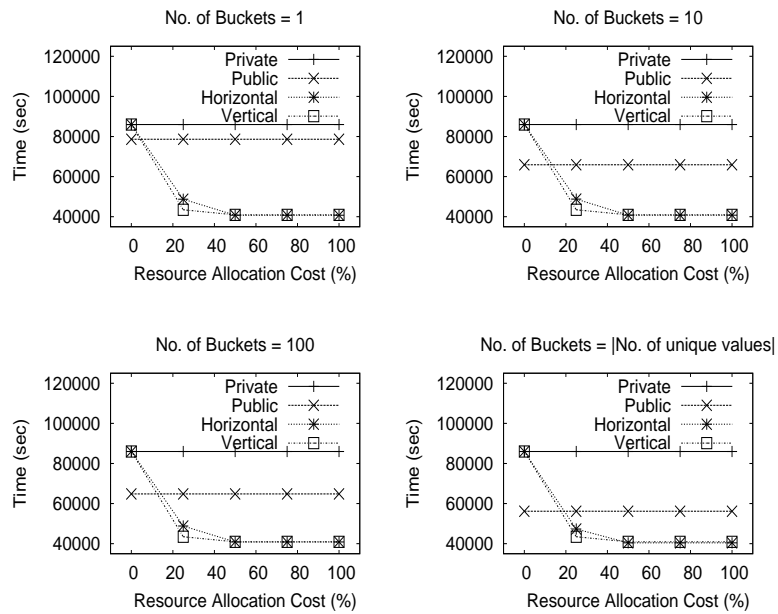 No. of Buckets = 1
120000
100000
80000
60000
40000
Time (sec)
Private
Public
Horizontal
Vertical
0 20 40 60 80 100
Resource Allocation Cost (%)
No. of Buckets = 10
120000
100000
80000
60000
40000
Time (sec)
Private
Public
Horizontal
Vertical
0 20 40 60 80 100
Resource Allocation Cost (%)
No. of Buckets = 100
120000
100000
80000
60000
40000
Time (sec)
Private
Public
Horizontal
Vertical
0 20 40 60 80 100
Resource Allocation Cost (%)
No. of Buckets = |No. of unique values|
120000
100000
80000
60000
40000
Time (sec)
Private
Public
Horizontal
Vertical
0 20 40 60 80 100
Resource Allocation Cost (%)